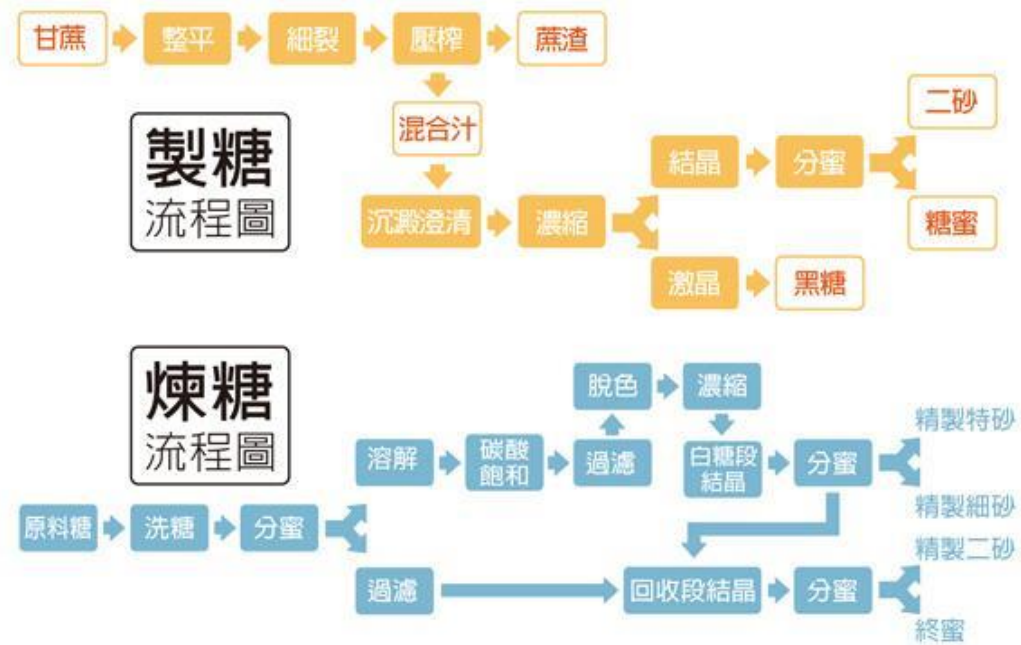 甘蔗
整平
細裂
壓榨
蔗渣
混合汁
製糖
流程圖
沉澱澄清
濃縮
結晶
分蜜
二砂
糖蜜
激晶
黑糖
煉糖
流程圖
原料糖
洗糖
分蜜
溶解
碳酸
飽和
過濾
脫色
濃縮
白糖段
結晶
分蜜
精製特砂
精製細砂
過濾
回收段結晶
分蜜
精製二砂
終蜜